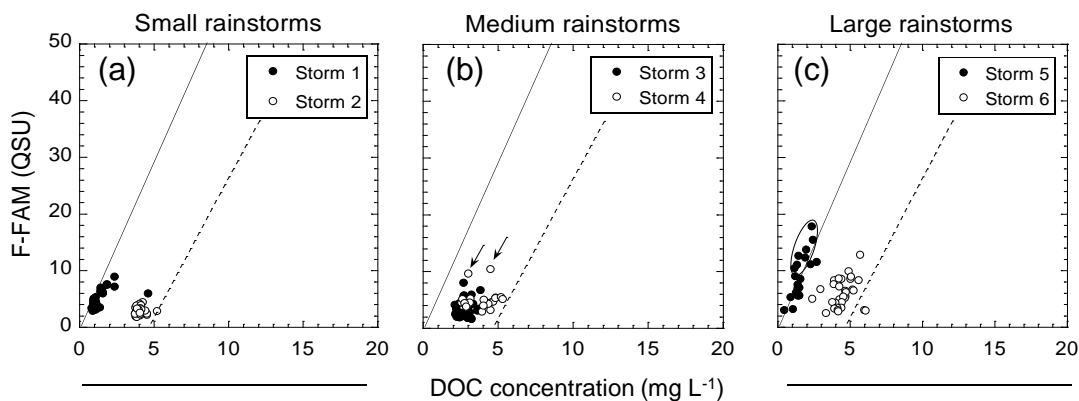 Small rainstorms
Medium rainstorms
Large rainstorms
F-FAM (QSU)
50
40
30
20
10
0
(a)
Storm 1
Storm 2
0
5
10
15
20
(b)
Storm 3
Storm 4
0
5
10
15
20
(c)
Storm 5
Storm 6
0
5
10
15
20
DOC concentration (mg L⁻¹)